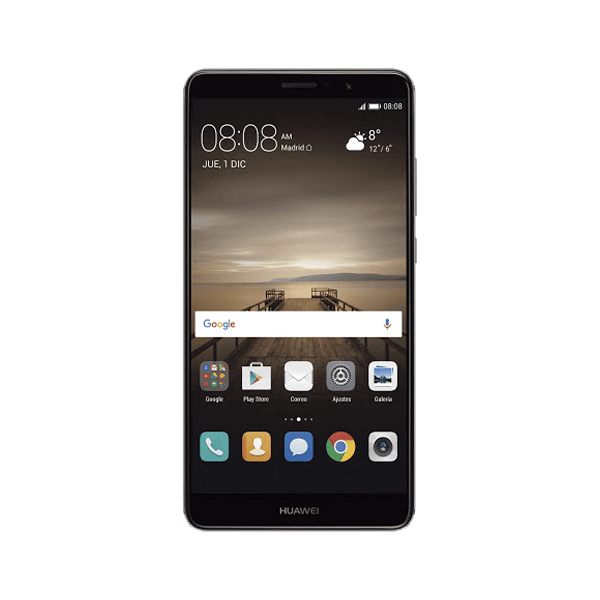 08:08
08:08 AM
Madrid
JUE, 1 DIC
8°
12°/6°
Google
Google
Play Store
Correo
Ajustes
Galería
HUAWEI